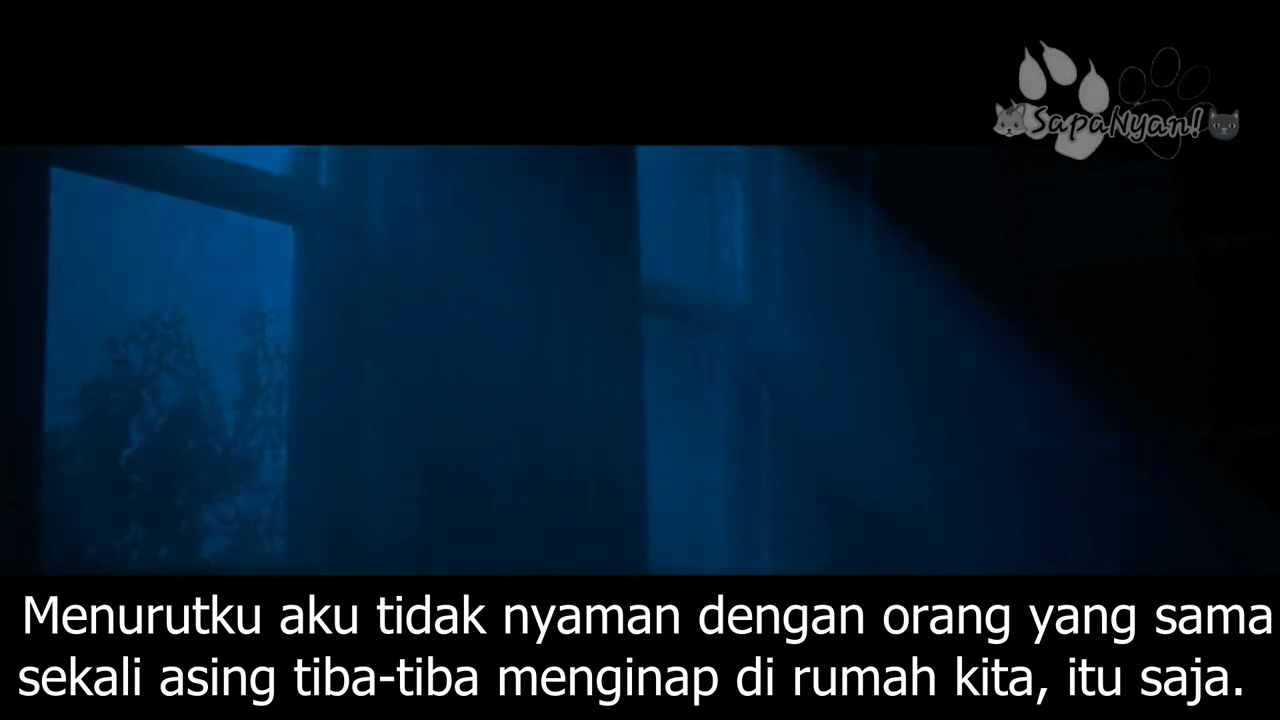 SapaNyan!
Menurutku aku tidak nyaman dengan orang yang sama
sekali asing tiba-tiba menginap di rumah kita, itu saja.